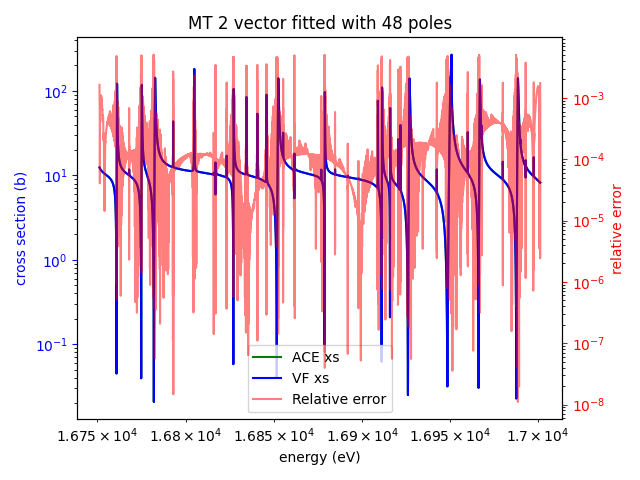 MT 2 vector fitted with 48 poles
cross section (b)
10²
10¹
10⁰
10⁻¹
10⁻³
10⁻⁴
10⁻⁵
10⁻⁶
10⁻⁷
10⁻⁸
relative error
ACE xs
VF xs
Relative error
1.675 × 10⁴ 1.68 × 10⁴ 1.685 × 10⁴ 1.69 × 10⁴ 1.695 × 10⁴ 1.7 × 10⁴
energy (eV)